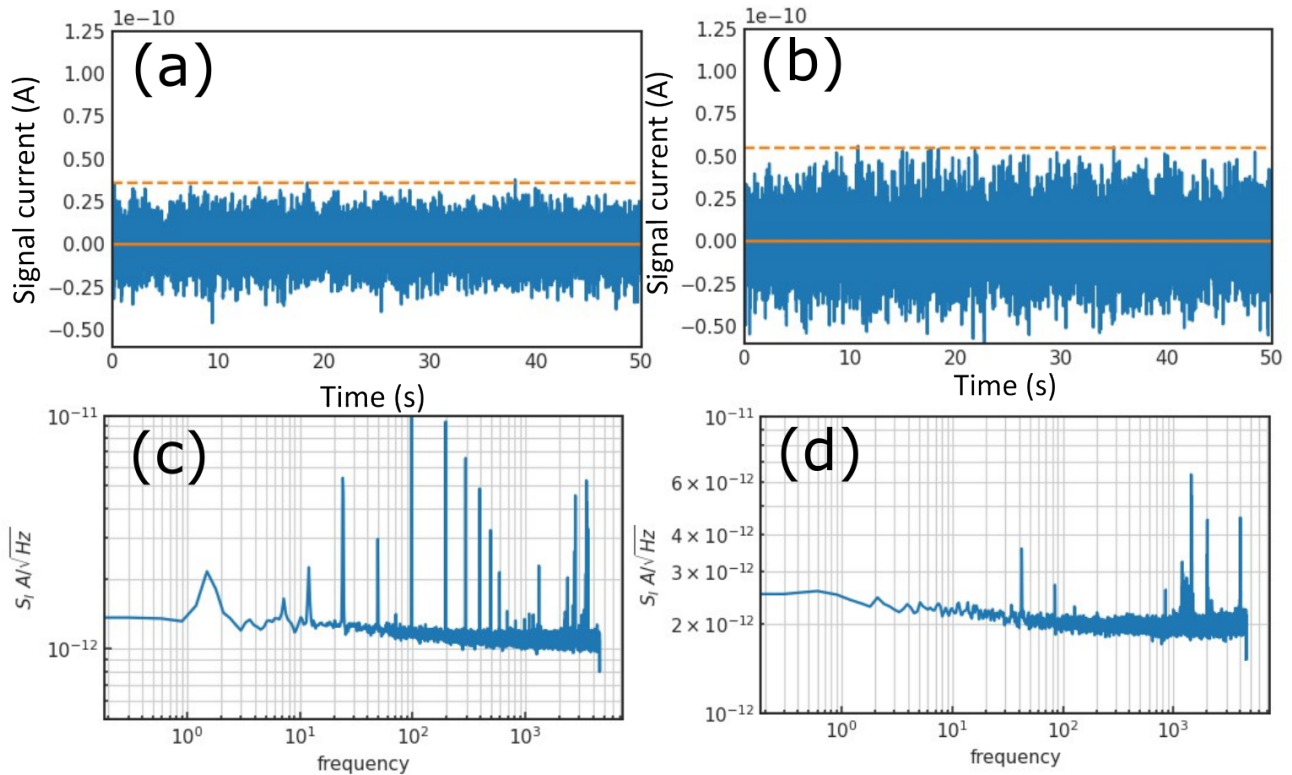 1e−10
(a)
1.25
1.00
0.75
0.50
0.25
0.00
−0.25
−0.50
Signal current (A)
0 10 20 30 40 50
Time (s)
1e−10
(b)
1.25
1.00
0.75
0.50
0.25
0.00
−0.25
−0.50
Signal current (A)
0 10 20 30 40 50
Time (s)
(c)
10⁻¹¹
10⁻¹²
S_I A/√Hz
10⁰ 10¹ 10² 10³
frequency
(d)
10⁻¹¹
6 × 10⁻¹²
4 × 10⁻¹²
3 × 10⁻¹²
2 × 10⁻¹²
10⁻¹²
S_I A/√Hz
10⁰ 10¹ 10² 10³
frequency